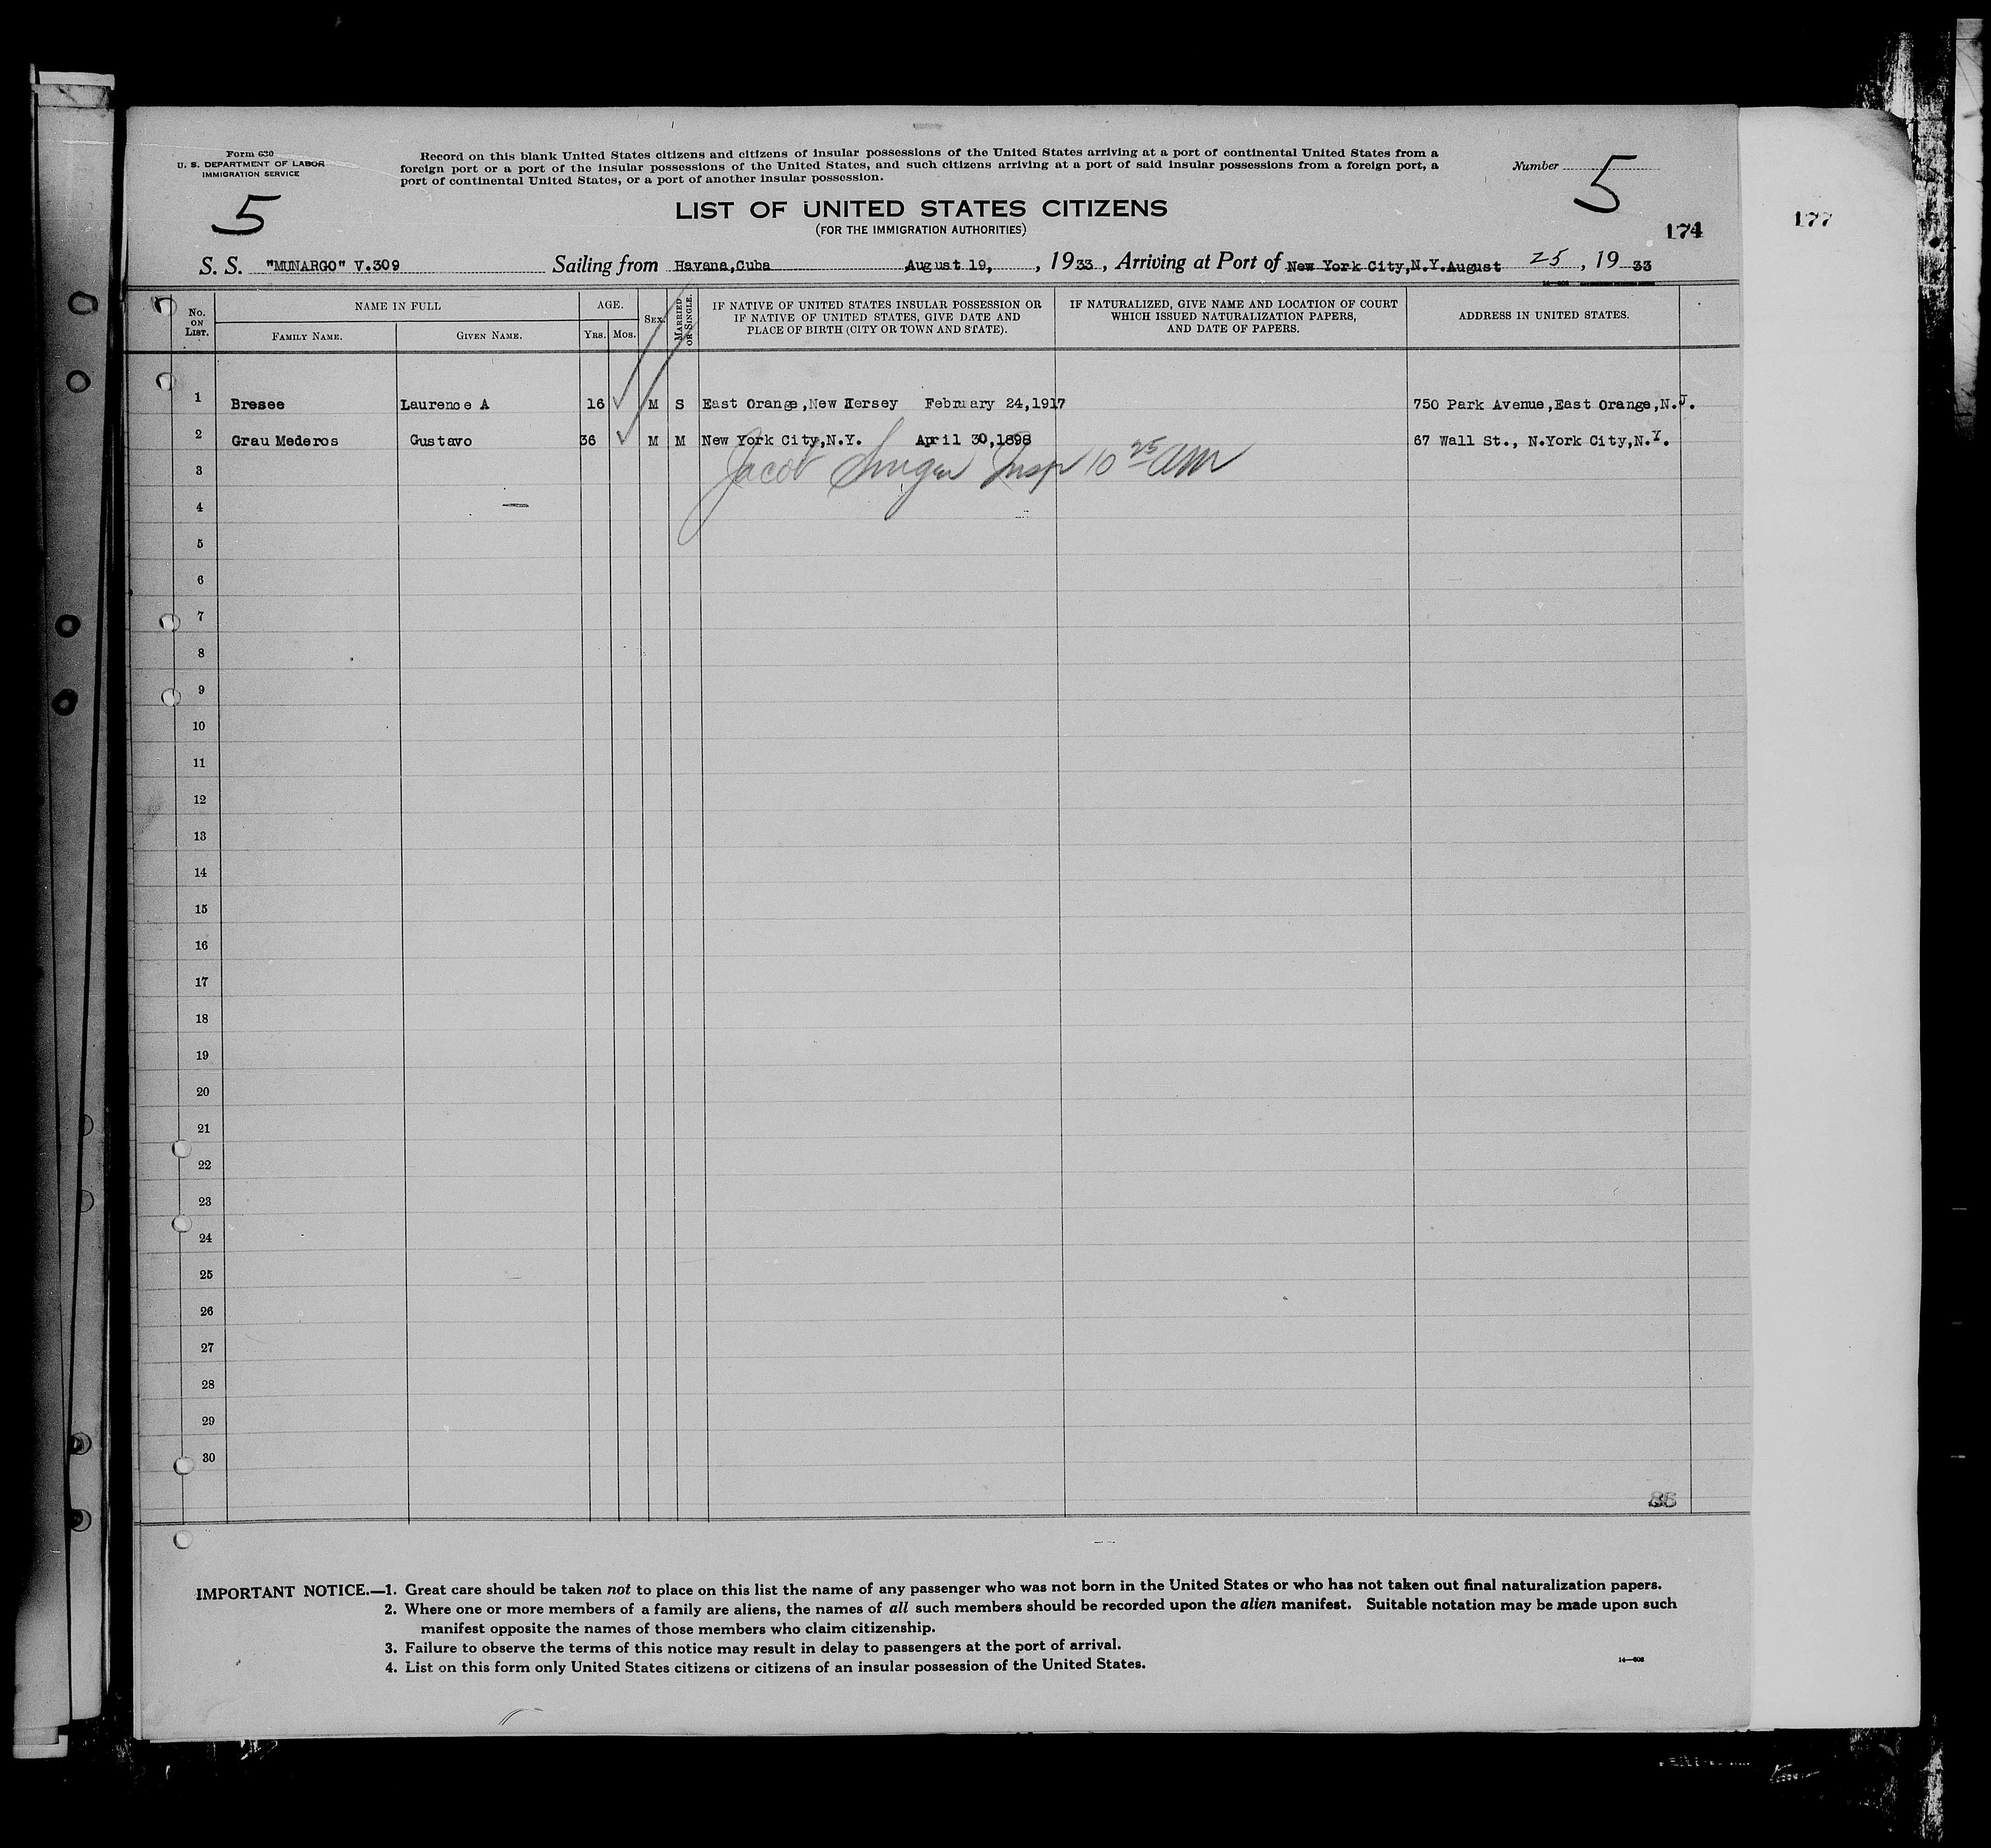 Form 630
U. S. DEPARTMENT OF LABOR
IMMIGRATION SERVICE
Record on this blank United States citizens and citizens of insular possessions of the United States arriving at a port of continental United States from a
foreign port or a port of the insular possessions of the United States, and such citizens arriving at a port of said insular possessions from a foreign port, a
port of continental United States, or a port of another insular possession.
Number 5
5
LIST OF UNITED STATES CITIZENS
(FOR THE IMMIGRATION AUTHORITIES)
174
177
S. S. "MUNARGO" V.309 Sailing from Havana,Cuba August 19, , 1933, Arriving at Port of New York City,N.Y.August 25, 19 33
No. ON LIST. NAME IN FULL AGE. SEX. MARRIED OR SINGLE. IF NATIVE OF UNITED STATES INSULAR POSSESSION OR IF NATIVE OF UNITED STATES, GIVE DATE AND PLACE OF BIRTH (CITY OR TOWN AND STATE). IF NATURALIZED, GIVE NAME AND LOCATION OF COURT WHICH ISSUED NATURALIZATION PAPERS, AND DATE OF PAPERS. ADDRESS IN UNITED STATES.
FAMILY NAME. GIVEN NAME. YRS. MOS.
1 Bresee Laurence A 16 M S East Orange,New Jersey February 24,1917 750 Park Avenue,East Orange,N.J.
2 Grau Mederos Gustavo 36 M M New York City,N.Y. April 30,1898 67 Wall St., N.York City,N.Y.
3 Jacob Insp 10 25 AM
4
5
6
7
8
9
10
11
12
13
14
15
16
17
18
19
20
21
22
23
24
25
26
27
28
29
30
IMPORTANT NOTICE.—1. Great care should be taken not to place on this list the name of any passenger who was not born in the United States or who has not taken out final naturalization papers.
2. Where one or more members of a family are aliens, the names of all such members should be recorded upon the alien manifest. Suitable notation may be made upon such
manifest opposite the names of those members who claim citizenship.
3. Failure to observe the terms of this notice may result in delay to passengers at the port of arrival.
4. List on this form only United States citizens or citizens of an insular possession of the United States.